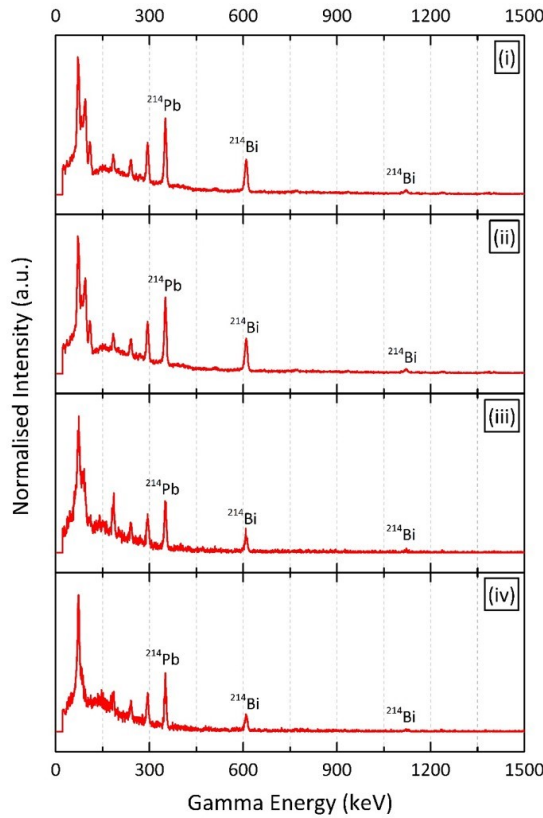 0 300 600 900 1200 1500
(i)
²¹⁴Pb
²¹⁴Bi
²¹⁴Bi
(ii)
²¹⁴Pb
²¹⁴Bi
²¹⁴Bi
(iii)
²¹⁴Pb
²¹⁴Bi
²¹⁴Bi
(iv)
²¹⁴Pb
²¹⁴Bi
²¹⁴Bi
Normalised Intensity (a.u.)
0 300 600 900 1200 1500
Gamma Energy (keV)